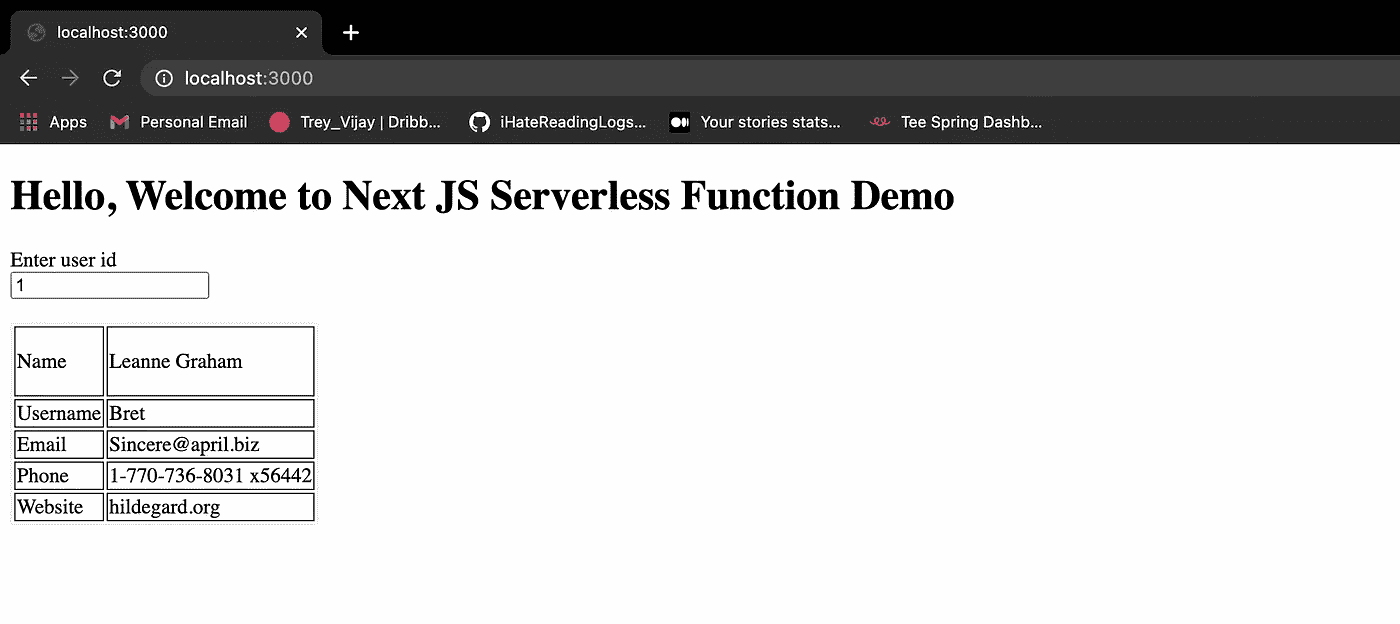 localhost:3000
localhost:3000
Apps Personal Email Trey_Vijay | Dribb... iHateReadingLogs... Your stories stats... Tee Spring Dashb...
Hello, Welcome to Next JS Serverless Function Demo
Enter user id
1
Name Leanne Graham
Username Bret
Email Sincere@april.biz
Phone 1-770-736-8031 x56442
Website hildegard.org